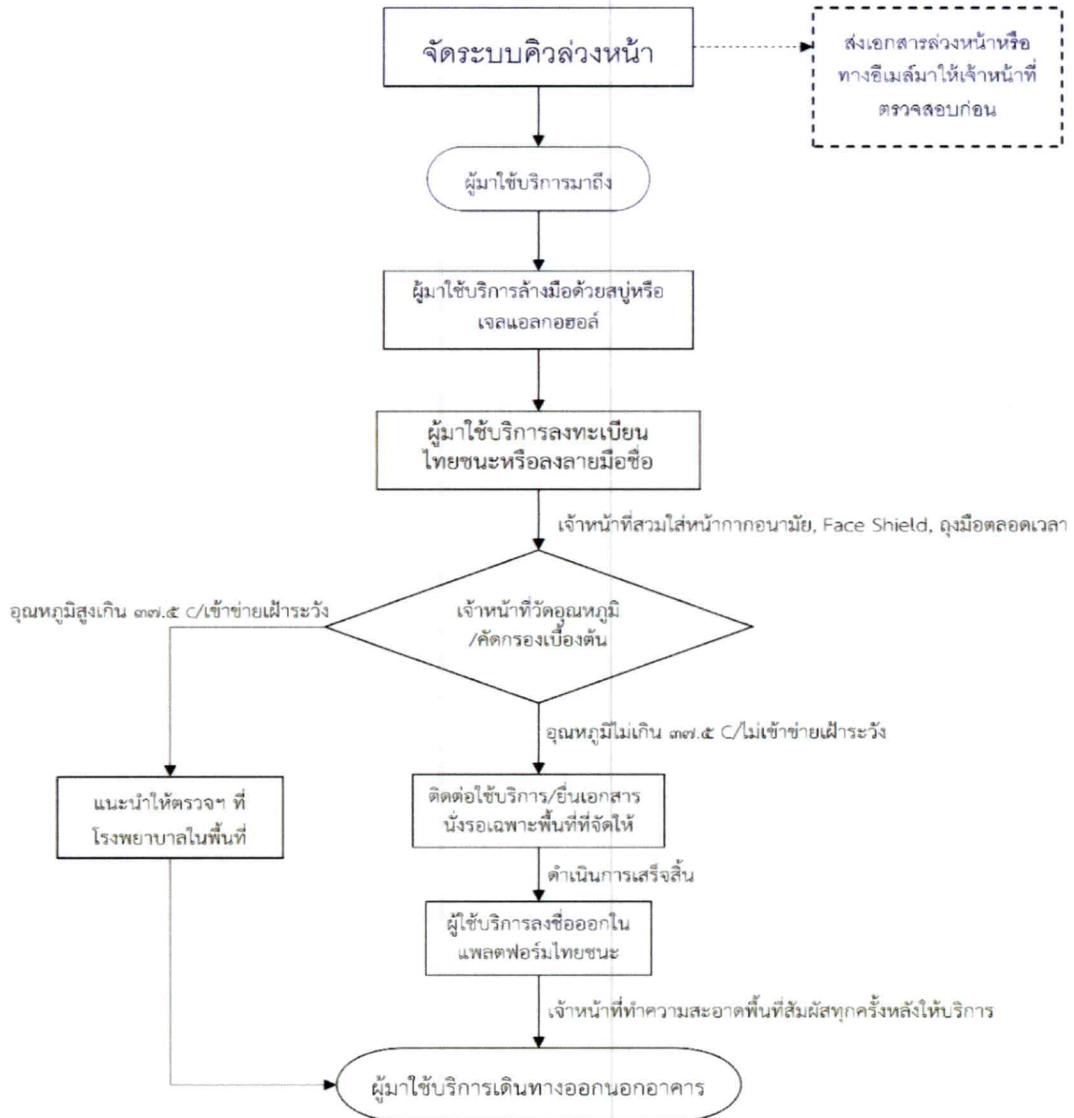 จัดระบบคิวล่วงหน้า
ส่งเอกสารล่วงหน้าหรือ
ทางอีเมล์มาให้เจ้าหน้าที่
ตรวจสอบก่อน
ผู้มาใช้บริการมาถึง
ผู้มาใช้บริการล้างมือด้วยสบู่หรือ
เจลแอลกอฮอล์
ผู้มาใช้บริการลงทะเบียน
ไทยชนะหรือลงลายมือชื่อ
เจ้าหน้าที่สวมใส่หน้ากากอนามัย, Face Shield, ถุงมือตลอดเวลา
อุณหภูมิสูงเกิน ๓๗.๕ C/เข้าข่ายเฝ้าระวัง
เจ้าหน้าที่วัดอุณหภูมิ
/คัดกรองเบื้องต้น
อุณหภูมิไม่เกิน ๓๗.๕ C/ไม่เข้าข่ายเฝ้าระวัง
แนะนำให้ตรวจฯ ที่
โรงพยาบาลในพื้นที่
ติดต่อใช้บริการ/ยื่นเอกสาร
นั่งรอเฉพาะพื้นที่ที่จัดให้
ดำเนินการเสร็จสิ้น
ผู้ใช้บริการลงชื่อออกใน
แพลตฟอร์มไทยชนะ
เจ้าหน้าที่ทำความสะอาดพื้นที่สัมผัสทุกครั้งหลังให้บริการ
ผู้มาใช้บริการเดินทางออกนอกอาคาร